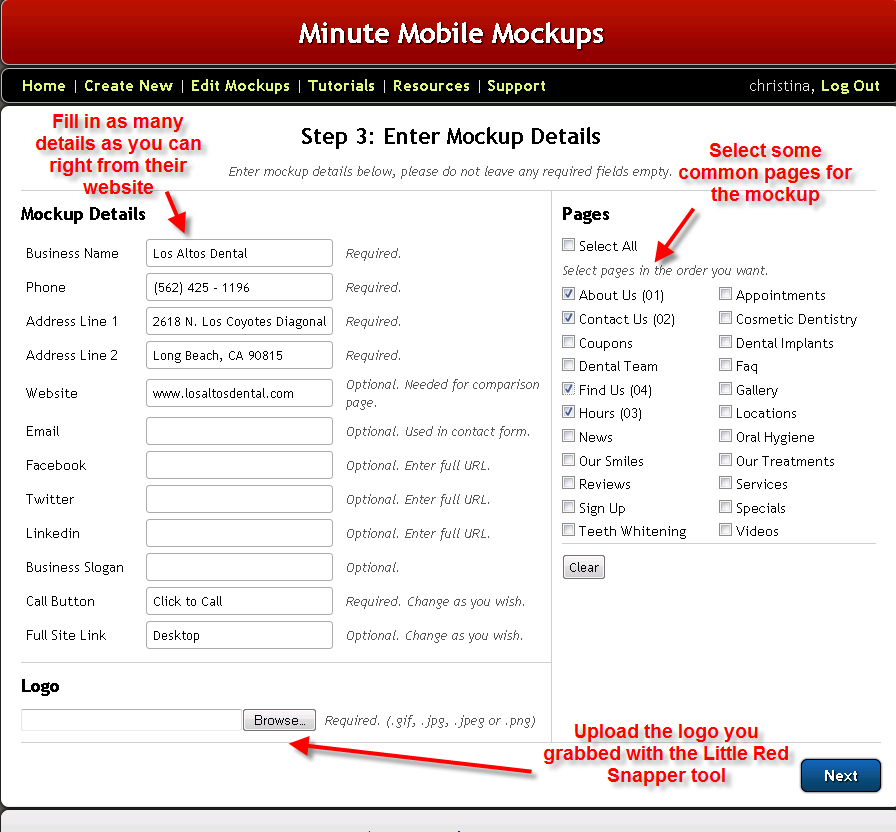 Minute Mobile Mockups
Home | Create New | Edit Mockups | Tutorials | Resources | Support
christina, Log Out
Fill in as many
details as you can
right from their
website
Step 3: Enter Mockup Details
Enter mockup details below, please do not leave any required fields empty.
Select some
common pages for
the mockup
Mockup Details
Business Name Los Altos Dental Required.
Phone (562) 425 - 1196 Required.
Address Line 1 2618 N. Los Coyotes Diagonal Required.
Address Line 2 Long Beach, CA 90815 Required.
Website www.losaltosdental.com Optional. Needed for comparison
page.
Email Optional. Used in contact form.
Facebook Optional. Enter full URL.
Twitter Optional. Enter full URL.
Linkedin Optional. Enter full URL.
Business Slogan Optional.
Call Button Click to Call Required. Change as you wish.
Full Site Link Desktop Optional. Change as you wish.
Pages
Select All
Select pages in the order you want.
About Us (01) Appointments
Contact Us (02) Cosmetic Dentistry
Coupons Dental Implants
Dental Team Faq
Find Us (04) Gallery
Hours (03) Locations
News Oral Hygiene
Our Smiles Our Treatments
Reviews Services
Sign Up Specials
Teeth Whitening Videos
Clear
Logo
Browse... Required. (.gif, .jpg, .jpeg or .png)
Upload the logo you
grabbed with the Little Red
Snapper tool
Next